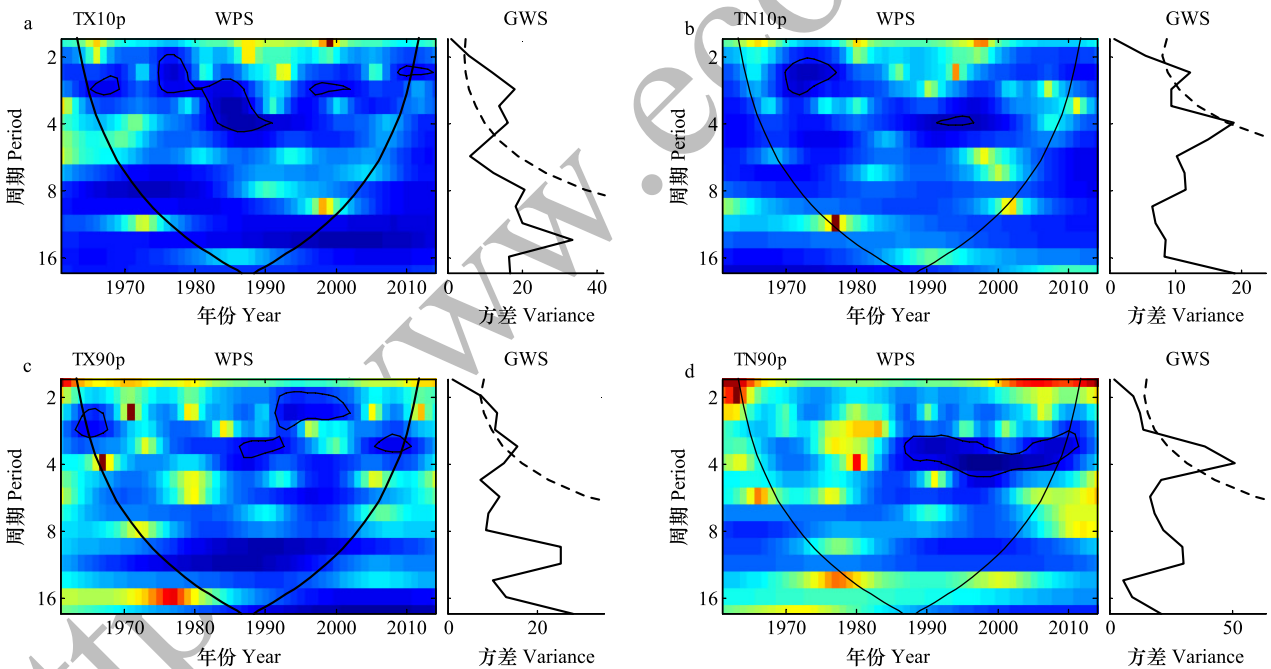 a TX10p WPS GWS
2
4
8
16
周期 Period
1970 1980 1990 2000 2010
0 20 40
年份 Year
方差 Variance
b TN10p WPS GWS
2
4
8
16
周期 Period
1970 1980 1990 2000 2010
0 10 20
年份 Year
方差 Variance
c TX90p WPS GWS
2
4
8
16
周期 Period
1970 1980 1990 2000 2010
0 20
年份 Year
方差 Variance
d TN90p WPS GWS
2
4
8
16
周期 Period
1970 1980 1990 2000 2010
0 50
年份 Year
方差 Variance
ttp
www.eco